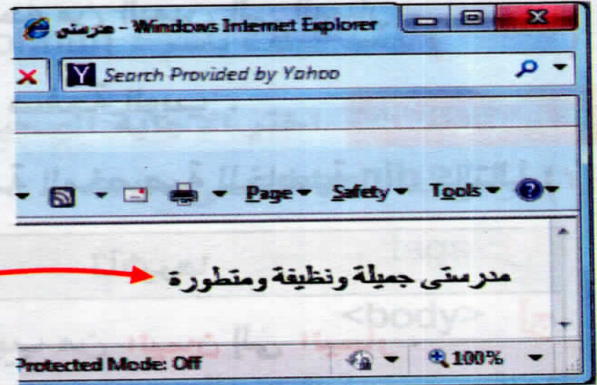 مدرستى - Windows Internet Explorer
Search Provided by Yahoo
Page Safety Tools
مدرستى جميلة ونظيفة ومتطورة
<body>
Protected Mode: Off 100%